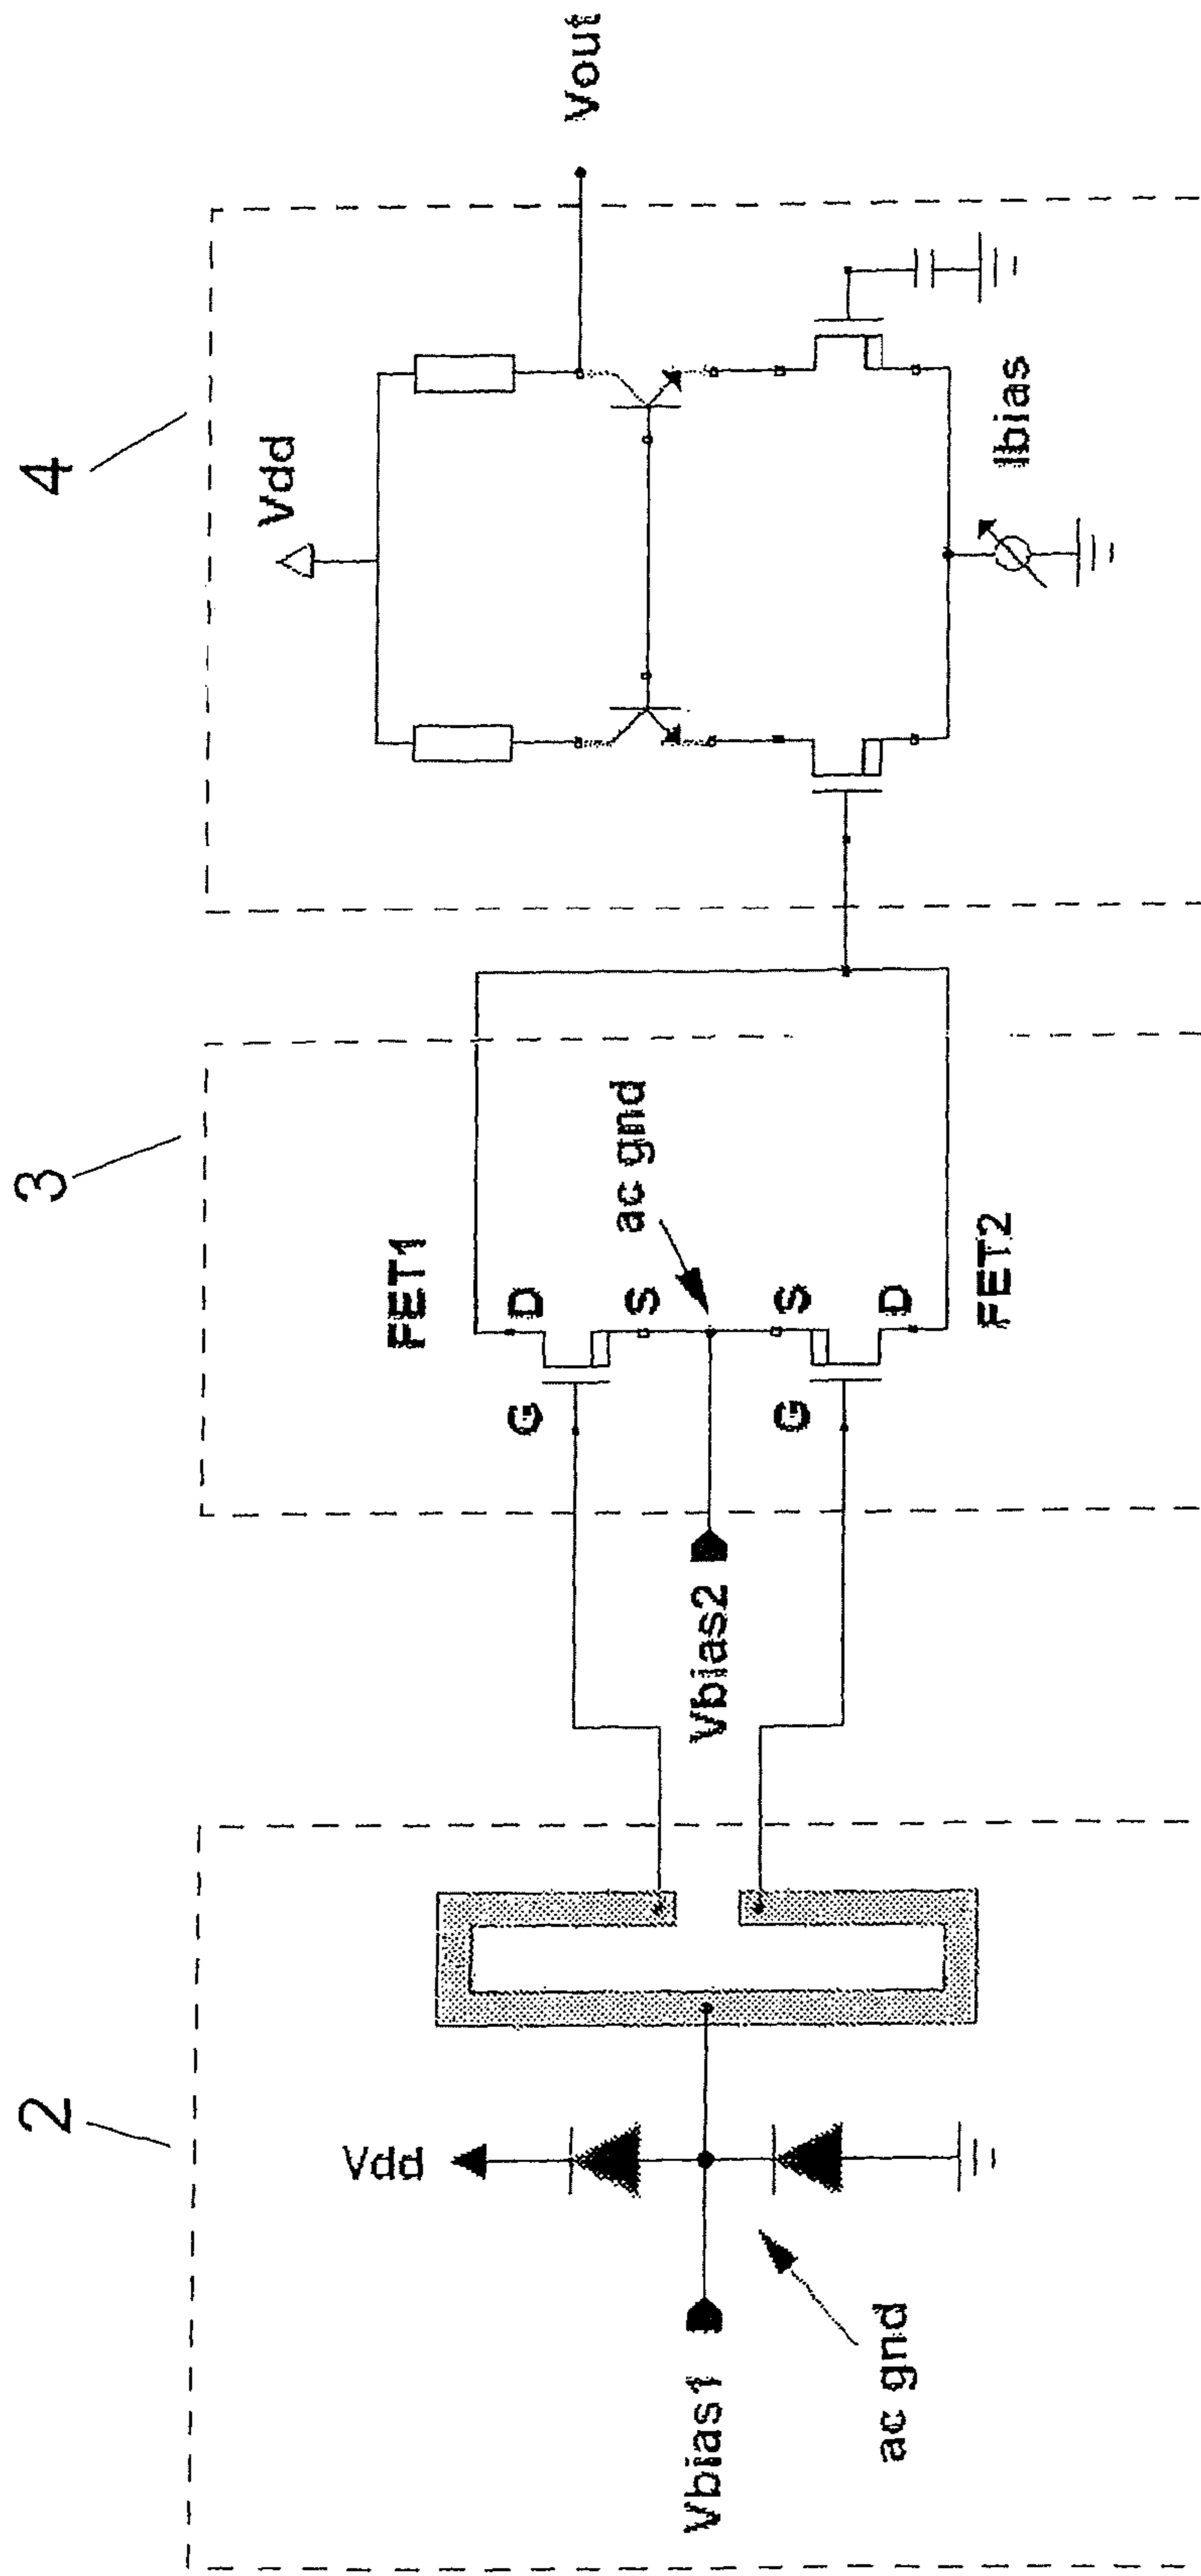 2
3
4
Vdd
Vbias1
ac gnd
Vbias2
FET1
D
G
S
ac gnd
S
G
D
FET2
Vdd
Vout
Ibias